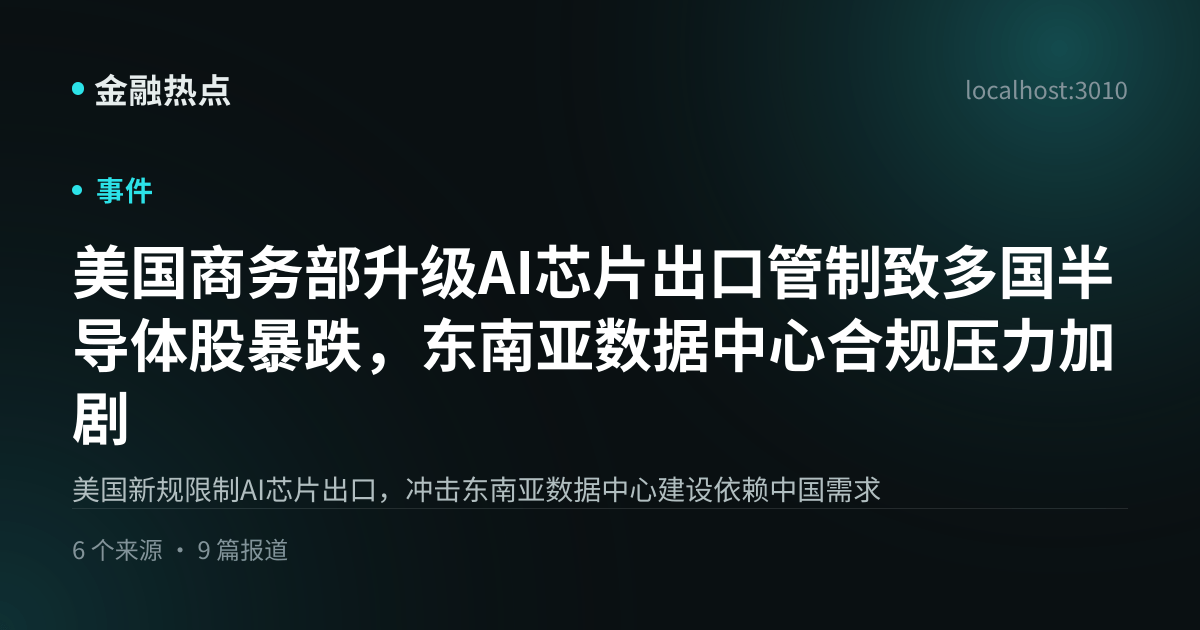 金融热点
localhost:3010
事件
美国商务部升级AI芯片出口管制致多国半
导体股暴跌，东南亚数据中心合规压力加
剧
美国新规限制AI芯片出口，冲击东南亚数据中心建设依赖中国需求
6 个来源 · 9 篇报道